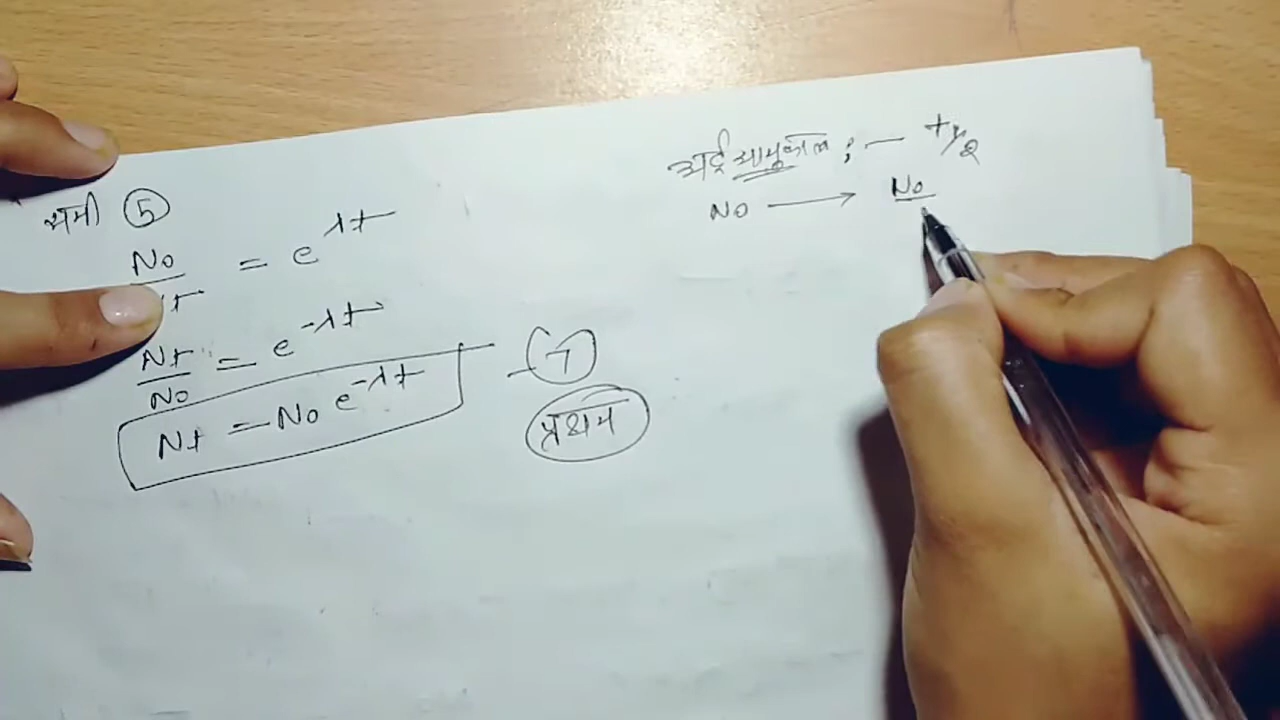 समी ⑤
No/Nt = e^λt
Nt/No = e^-λt
Nt = No e^-λt — ⑦
प्रथम
अर्द्ध आयुकाल :— t½
No → No